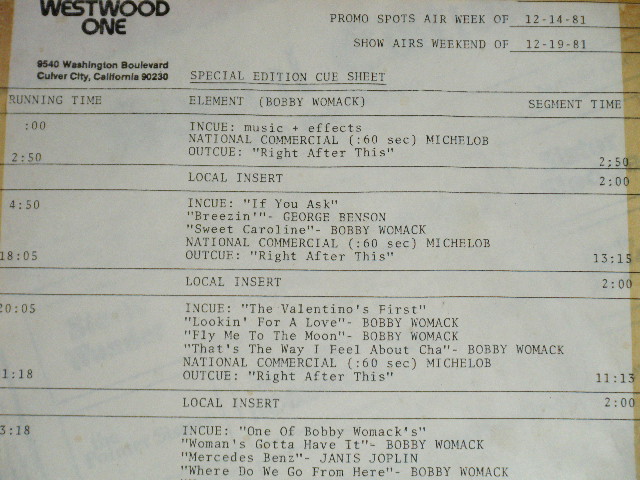 WESTWOOD
ONE
9540 Washington Boulevard
Culver City, California 90230
PROMO SPOTS AIR WEEK OF 12-14-81
SHOW AIRS WEEKEND OF 12-19-81
SPECIAL EDITION CUE SHEET
RUNNING TIME ELEMENT (BOBBY WOMACK) SEGMENT TIME
:00 INCUE: music + effects
NATIONAL COMMERCIAL (:60 sec) MICHELOB
2:50 OUTCUE: "Right After This" 2;50
LOCAL INSERT 2:00
4:50 INCUE: "If You Ask"
"Breezin'"- GEORGE BENSON
"Sweet Caroline"- BOBBY WOMACK
NATIONAL COMMERCIAL (:60 sec) MICHELOB
18:05 OUTCUE: "Right After This" 13:15
LOCAL INSERT 2:00
20:05 INCUE: "The Valentino's First"
"Lookin' For A Love"- BOBBY WOMACK
"Fly Me To The Moon"- BOBBY WOMACK
"That's The Way I Feel About Cha"- BOBBY WOMACK
NATIONAL COMMERCIAL (:60 sec) MICHELOB
1:18 OUTCUE: "Right After This" 11:13
LOCAL INSERT 2:00
3:18 INCUE: "One Of Bobby Womack's"
"Woman's Gotta Have It"- BOBBY WOMACK
"Mercedes Benz"- JANIS JOPLIN
"Where Do We Go From Here"- BOBBY WOMACK